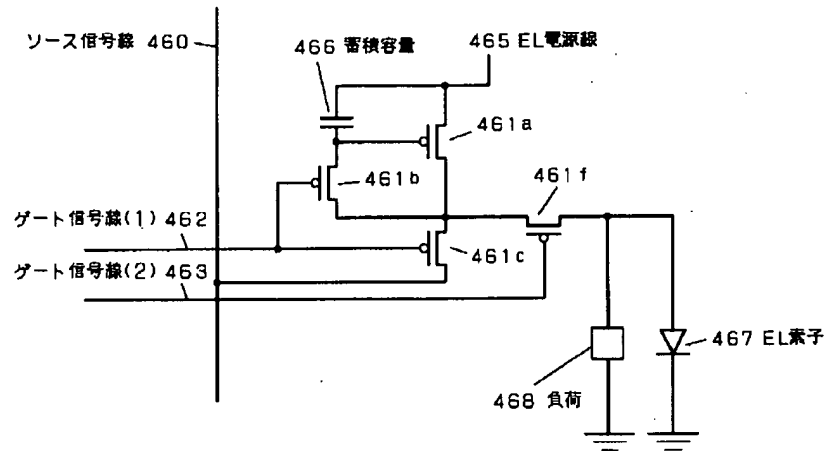 ソース信号線 460
466 蓄積容量
465 EL電源線
461a
461b
461f
ゲート信号線(1) 462
461c
ゲート信号線(2) 463
467 EL素子
468 負荷